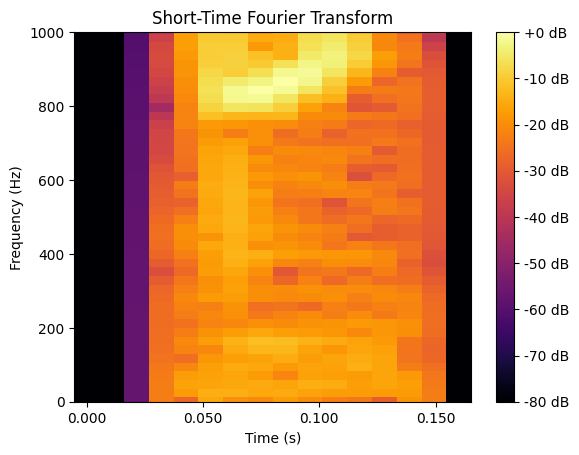 Short-Time Fourier Transform
1000
800
600
400
200
0
Frequency (Hz)
0.000
0.050
0.100
0.150
Time (s)
+0 dB
-10 dB
-20 dB
-30 dB
-40 dB
-50 dB
-60 dB
-70 dB
-80 dB